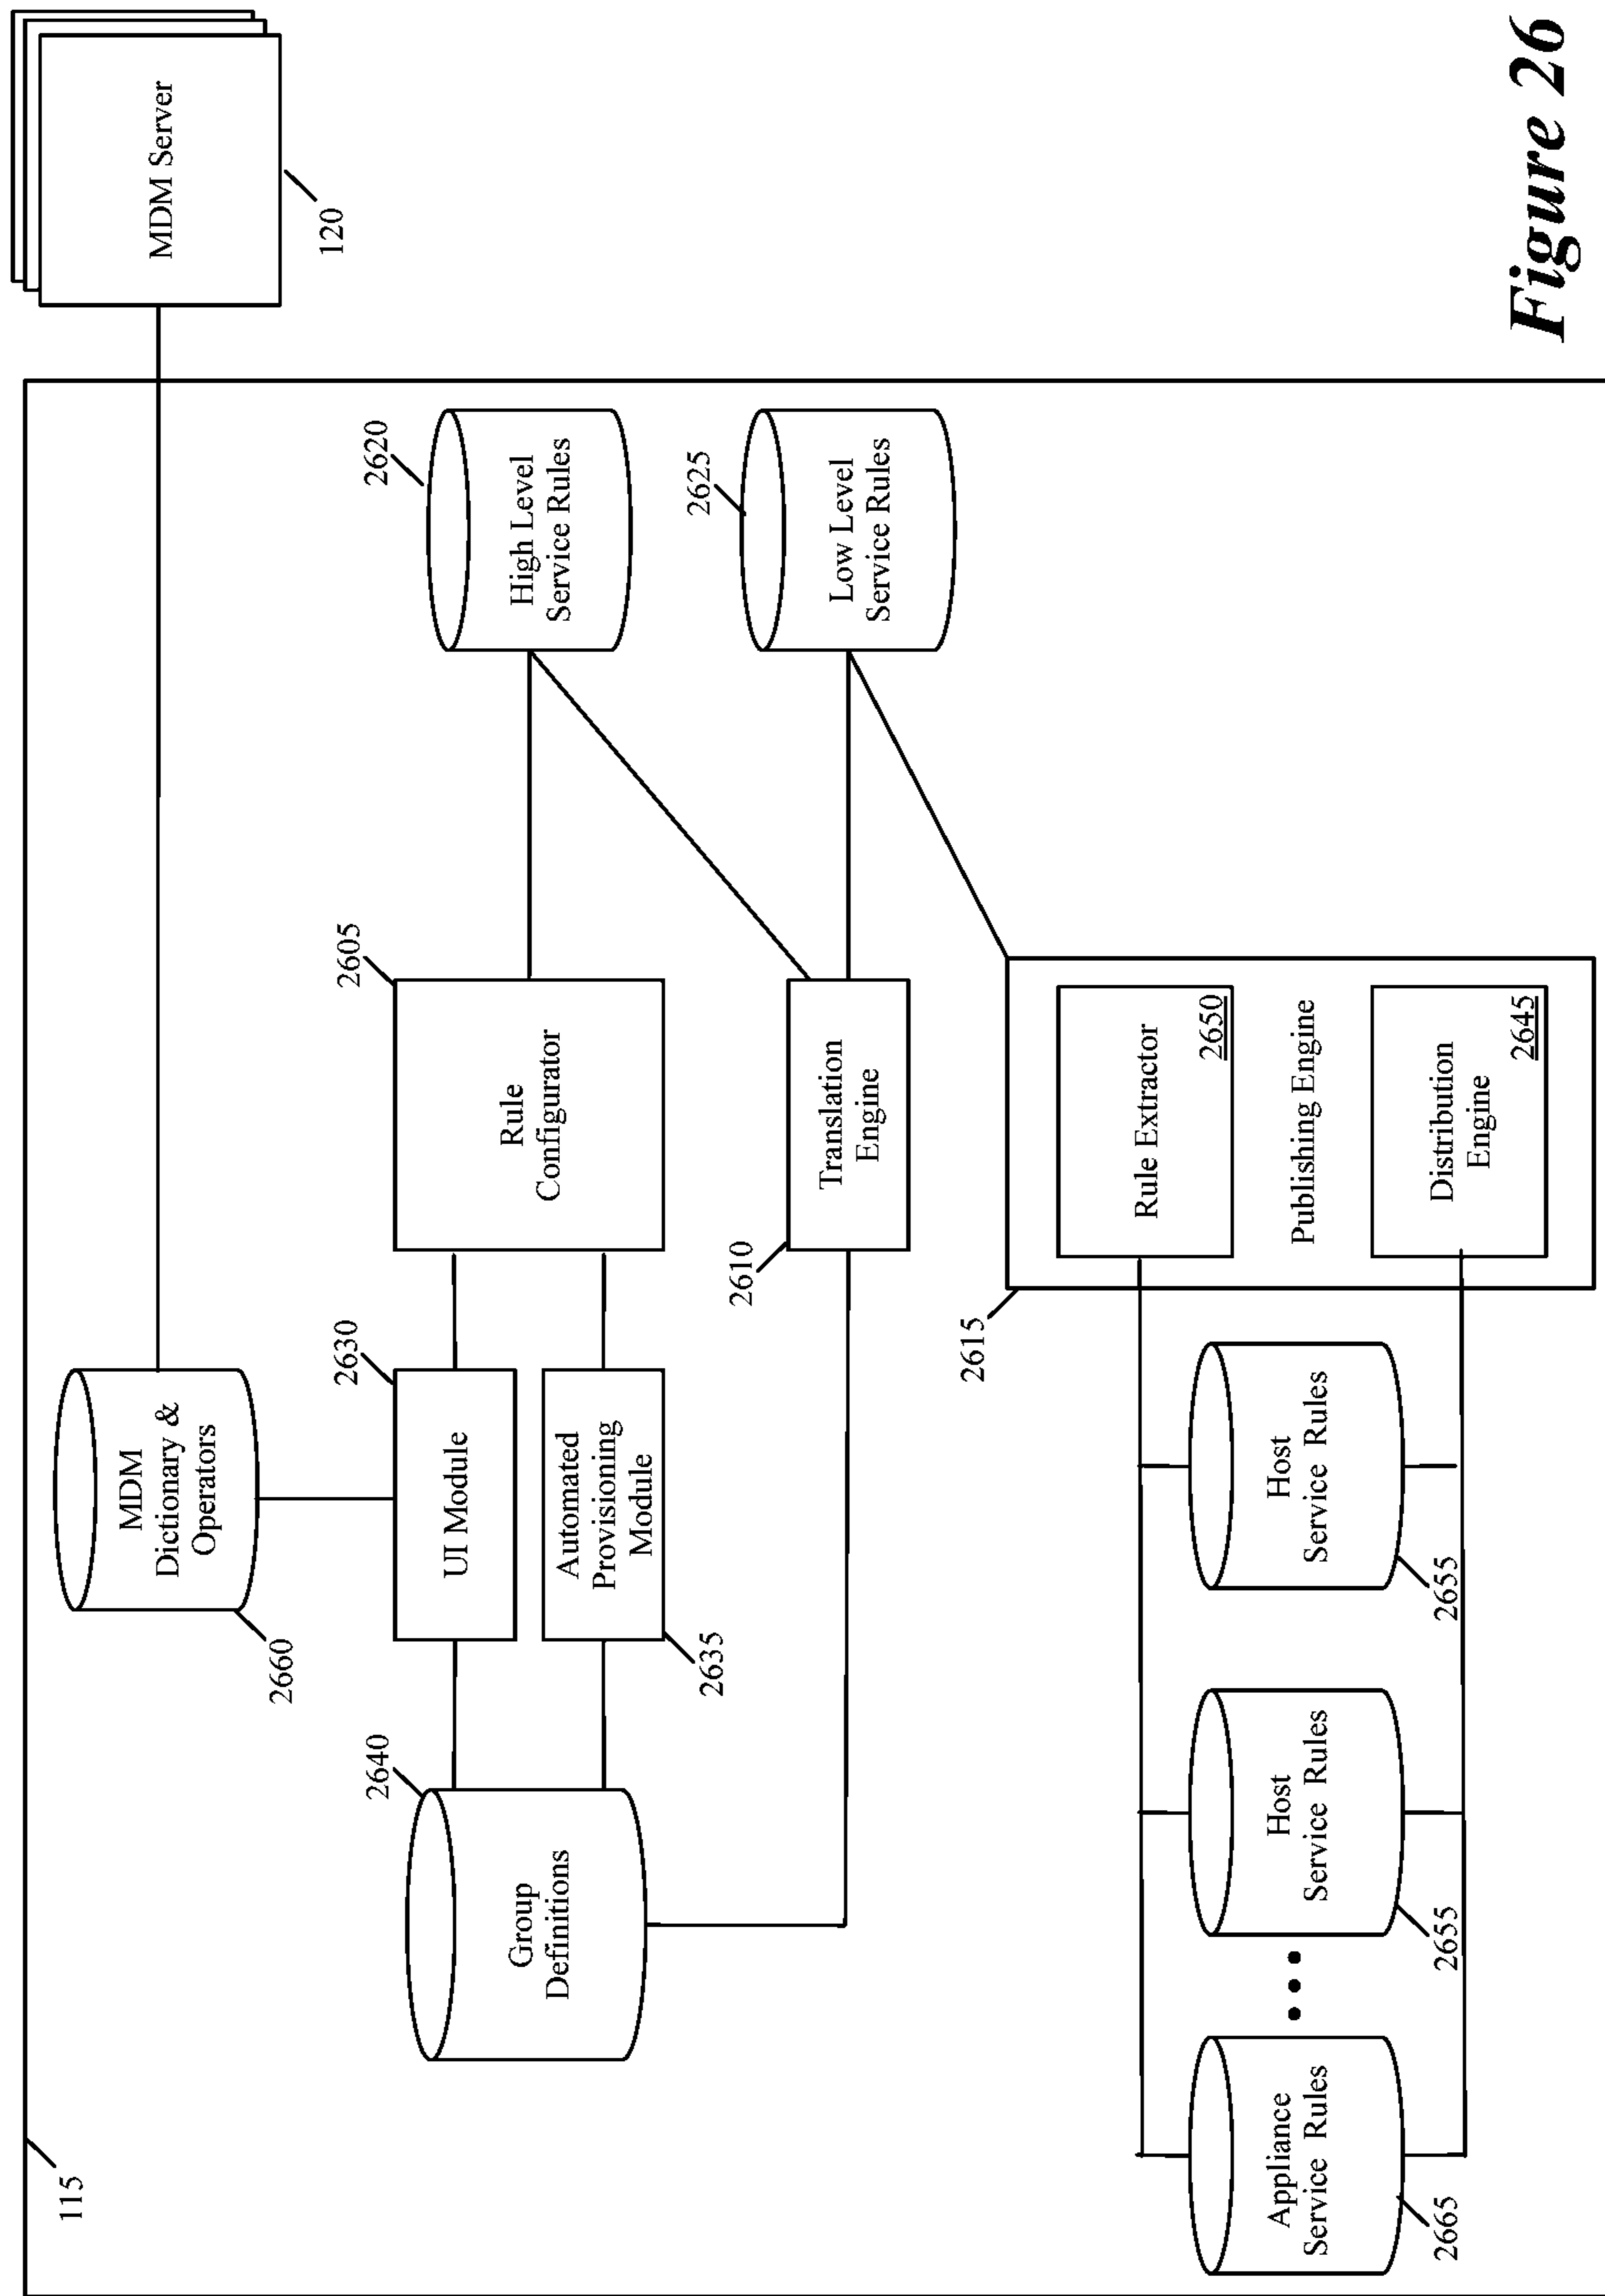 115
2660
MDM
Dictionary &
Operators
MDM Server
120
2640
Group
Definitions
2630
UI Module
Automated
Provisioning
Module
2635
2605
Rule
Configurator
2620
High Level
Service Rules
2610
Translation
Engine
2625
Low Level
Service Rules
2615
Rule Extractor
2650
Publishing Engine
Distribution
Engine
2645
Appliance
Service Rules
2665
Host
Service Rules
2655
Host
Service Rules
2655
Figure 26